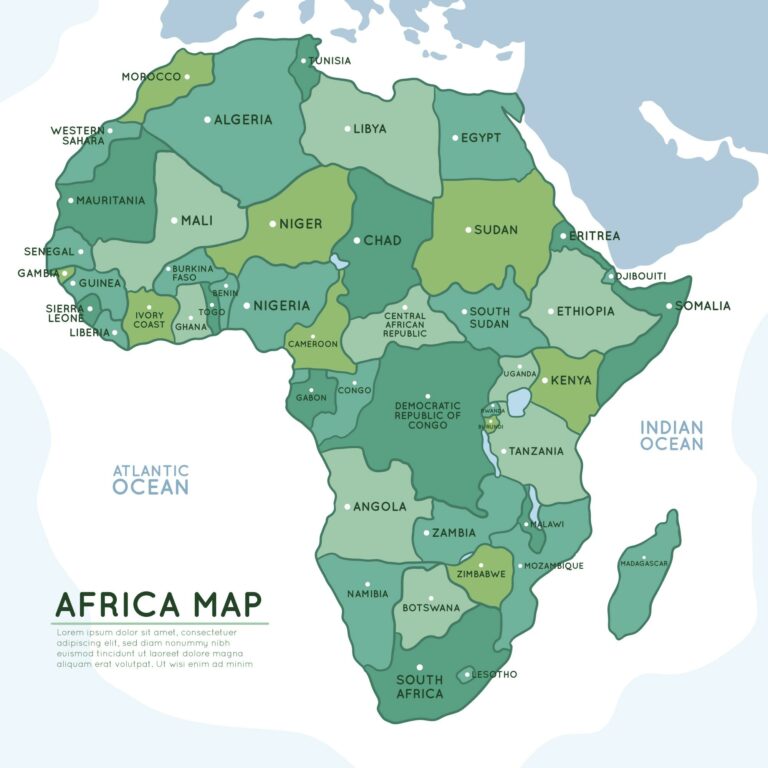 TUNISIA
MOROCCO
ALGERIA
LIBYA
EGYPT
WESTERN
SAHARA
MAURITANIA
MALI
NIGER
CHAD
SUDAN
ERITREA
SENEGAL
GAMBIA
GUINEA
BURKINA
FASO
BENIN
TOGO
NIGERIA
DJIBOUITI
SIERRA
LEONE
LIBERIA
IVORY
COAST
GHANA
CAMEROON
CENTRAL
AFRICAN
REPUBLIC
SOUTH
SUDAN
ETHIOPIA
SOMALIA
UGANDA
KENYA
GABON
CONGO
DEMOCRATIC
REPUBLIC OF
CONGO
RWANDA
BURUNDI
TANZANIA
INDIAN
OCEAN
ATLANTIC
OCEAN
ANGOLA
ZAMBIA
MALAWI
MOZAMBIQUE
ZIMBABWE
MADAGASCAR
NAMIBIA
BOTSWANA
SOUTH
AFRICA
LESOTHO
AFRICA MAP
Lorem ipsum dolor sit amet, consectetuer
adipiscing elit, sed diam nonummy nibh
euismod tincidunt ut laoreet dolore magna
aliquam erat volutpat. Ut wisi enim ad minim